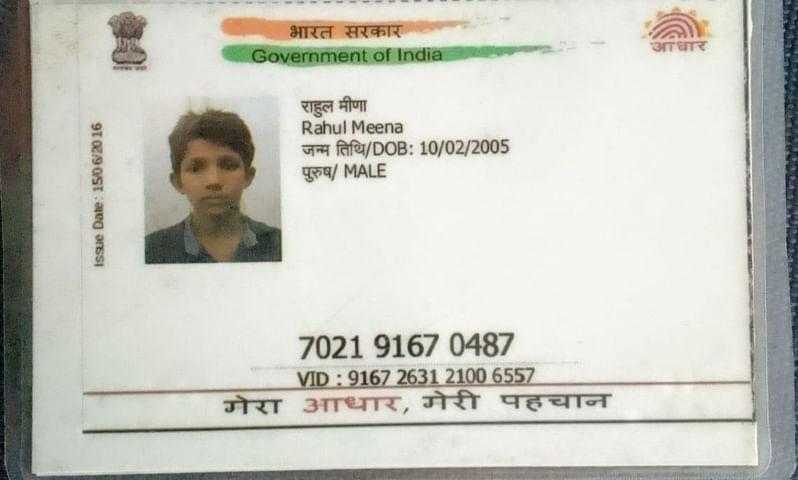 भारत सरकार
Government of India
आधार
Issue Date: 15/06/2016
राहुल मीणा
Rahul Meena
जन्म तिथि/DOB: 10/02/2005
पुरुष/ MALE
7021 9167 0487
VID : 9167 2631 2100 6557
मेरा आधार, मेरी पहचान